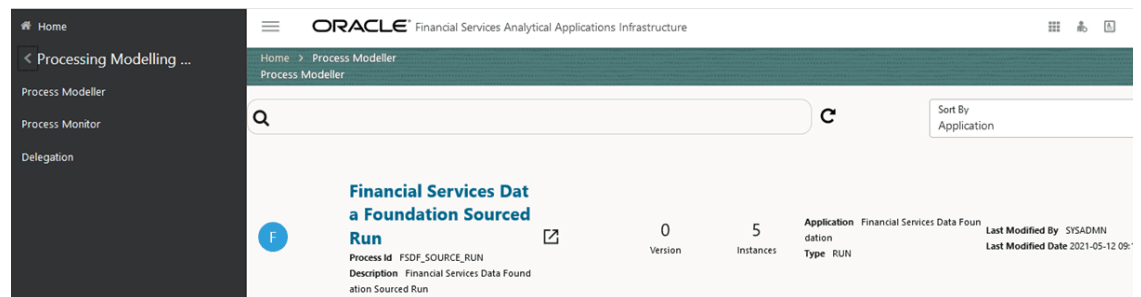 Home
Processing Modelling ...
Process Modeller
Process Monitor
Delegation
ORACLE Financial Services Analytical Applications Infrastructure
Home > Process Modeller
Process Modeller
Sort By
Application
Financial Services Dat
a Foundation Sourced
Run
Process Id FSDF_SOURCE_RUN
Description Financial Services Data Found
ation Sourced Run
F
0
Version
5
Instances
Application Financial Services Data Foun
dation
Type RUN
Last Modified By SYSADMN
Last Modified Date 2021-05-12 09: